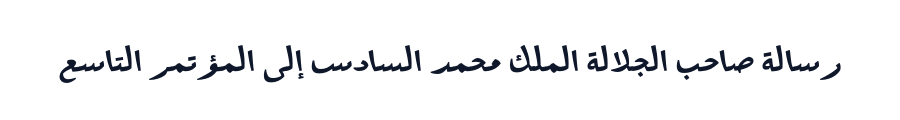 رسالة صاحب الجلالة الملك محمد السادس إلى المؤتمر التاسع